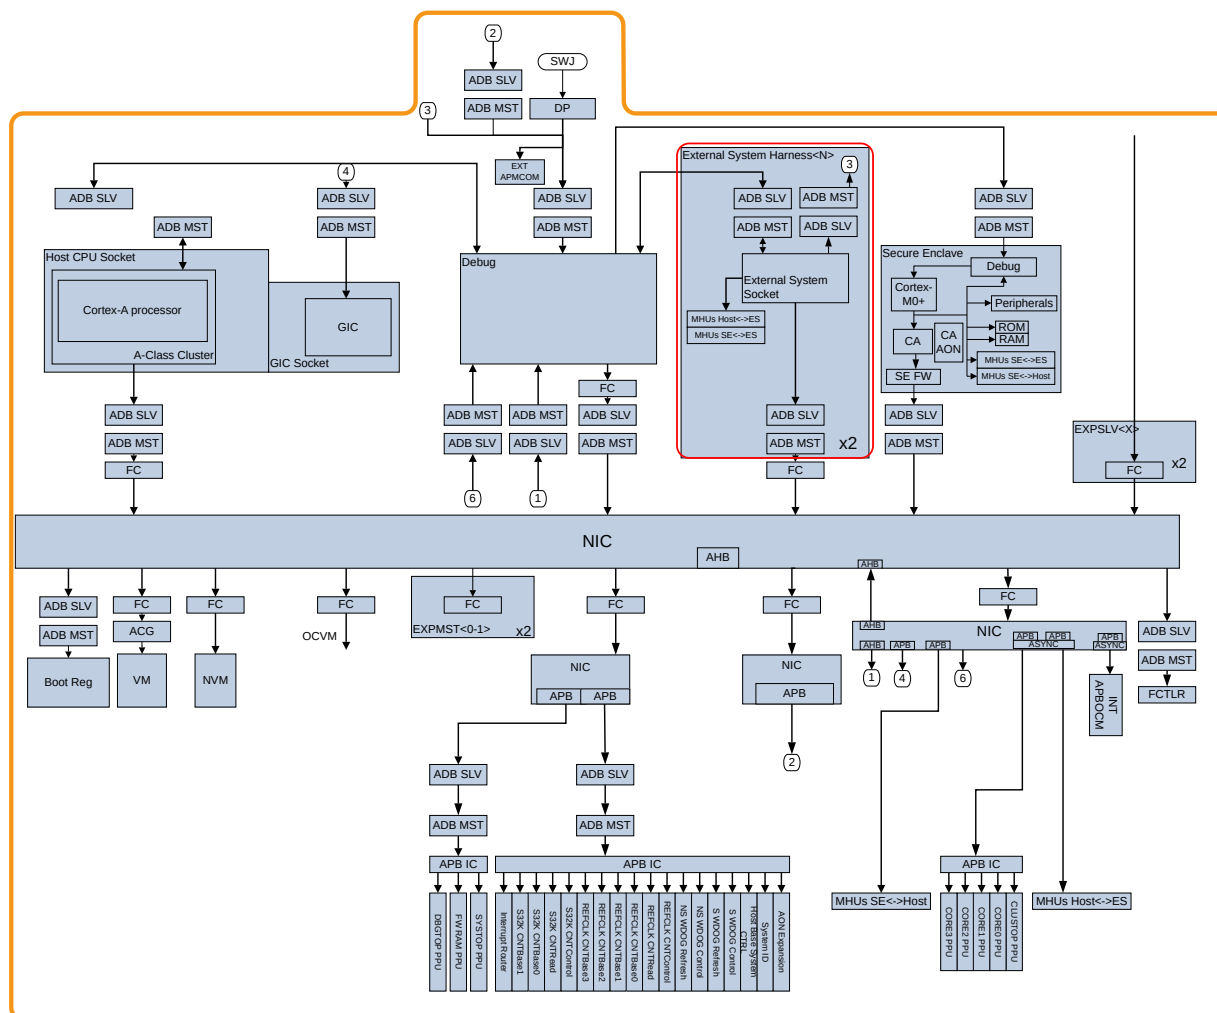 2
SWJ
ADB SLV
ADB MST
DP
3
EXT
APMCOM
External System Harness<N>
3
4
ADB SLV
ADB SLV
ADB SLV
ADB SLV
ADB MST
ADB SLV
ADB MST
ADB MST
ADB MST
ADB MST
ADB SLV
ADB MST
Host CPU Socket
Cortex-A processor
A-Class Cluster
GIC
GIC Socket
Debug
External System
Socket
MHUs Host<->ES
MHUs SE<->ES
Secure Enclave
Debug
Cortex-
M0+
Peripherals
CA
CA
AON
ROM
RAM
MHUs SE<->ES
MHUs SE<->Host
SE FW
FC
ADB SLV
ADB MST
ADB MST
ADB SLV
ADB SLV
ADB SLV
ADB SLV
ADB MST
ADB SLV
ADB SLV
ADB MST
ADB MST
x2
ADB MST
EXPSLV<X>
x2
FC
FC
FC
6
1
NIC
AHB
AHB
ADB SLV
ADB MST
Boot Reg
FC
ACG
VM
FC
NVM
FC
OCVM
FC
EXPMST<0-1>
x2
FC
NIC
APB
APB
FC
NIC
APB
2
FC
AHB
NIC
APB
APB
APB
ASYNC
ASYNC
AHB
APB
APB
1
4
6
INT
APBOCM
ADB SLV
ADB MST
FCTLR
ADB SLV
ADB SLV
ADB MST
ADB MST
APB IC
APB IC
APB IC
DBGTOP PPU
FW RAM PPU
SYSTOP PPU
Interrupt Router
S32K CNTBase1
S32K CNTBase0
S32K CNTRead
S32K CNTControl
REFCLK CNTBase3
REFCLK CNTBase2
REFCLK CNTBase1
REFCLK CNTBase0
REFCLK CNTRead
REFCLK CNTControl
NS WDOG Refresh
NS WDOG Control
S WDOG Refresh
S WDOG Control
Host Base System
CTRL
System ID
AON Expansion
MHUs SE<->Host
CORE3 PPU
CORE2 PPU
CORE1 PPU
CORE0 PPU
CLUSTOP PPU
MHUs Host<->ES